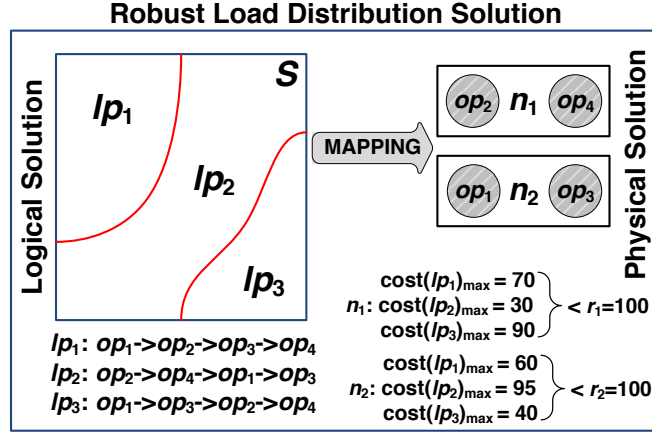 Robust Load Distribution Solution
Logical Solution
S
lp₁
lp₂
lp₃
MAPPING
op₂ n₁ op₄
op₁ n₂ op₃
Physical Solution
lp₁: op₁->op₂->op₃->op₄
lp₂: op₂->op₄->op₁->op₃
lp₃: op₁->op₃->op₂->op₄
cost(lp₁)max = 70
n₁: cost(lp₂)max = 30 < r₁=100
cost(lp₃)max = 90
cost(lp₁)max = 60
n₂: cost(lp₂)max = 95 < r₂=100
cost(lp₃)max = 40